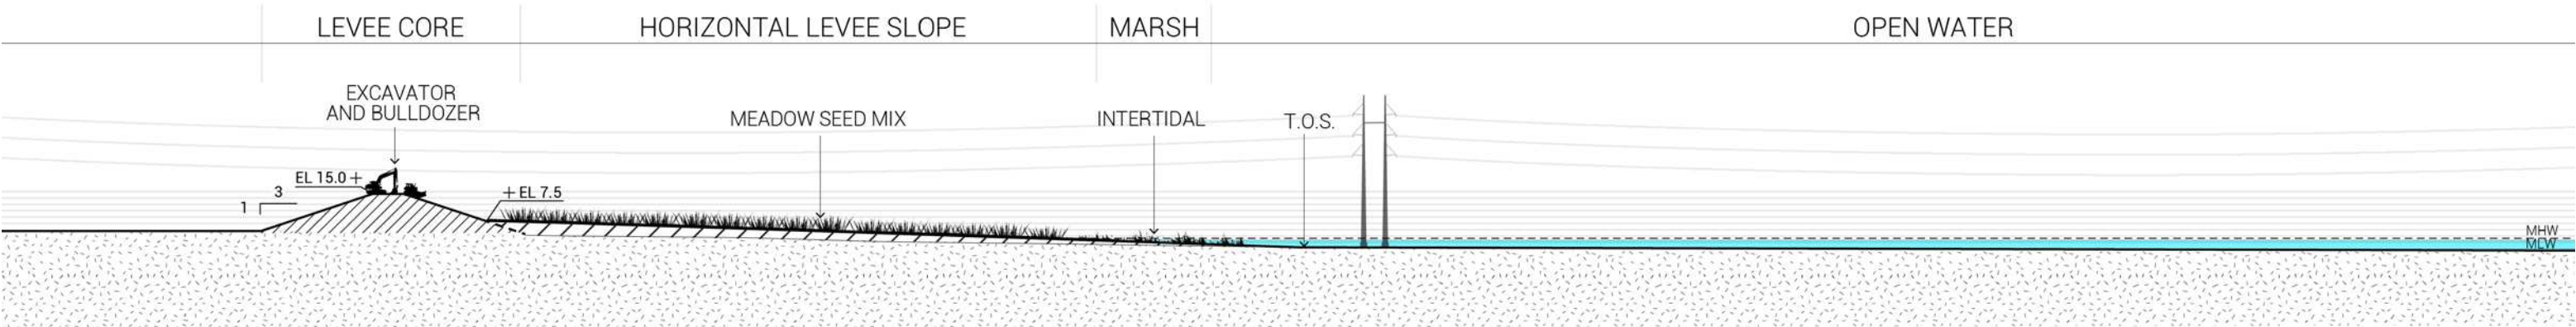 LEVEE CORE
HORIZONTAL LEVEE SLOPE
MARSH
OPEN WATER
EXCAVATOR
AND BULLDOZER
MEADOW SEED MIX
INTERTIDAL
T.O.S.
EL 15.0 +
3
1
+ EL 7.5
MHW
MLW